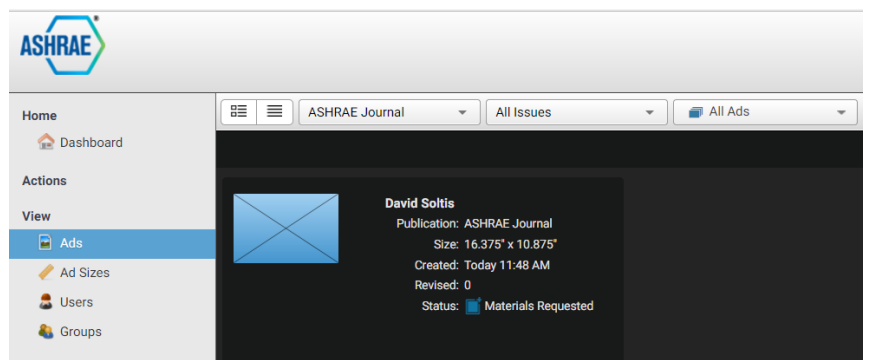 ASHRAE
Home
Dashboard
Actions
View
Ads
Ad Sizes
Users
Groups
ASHRAE Journal
All Issues
All Ads
David Soltis
Publication: ASHRAE Journal
Size: 16.375" x 10.875"
Created: Today 11:48 AM
Revised: 0
Status: Materials Requested